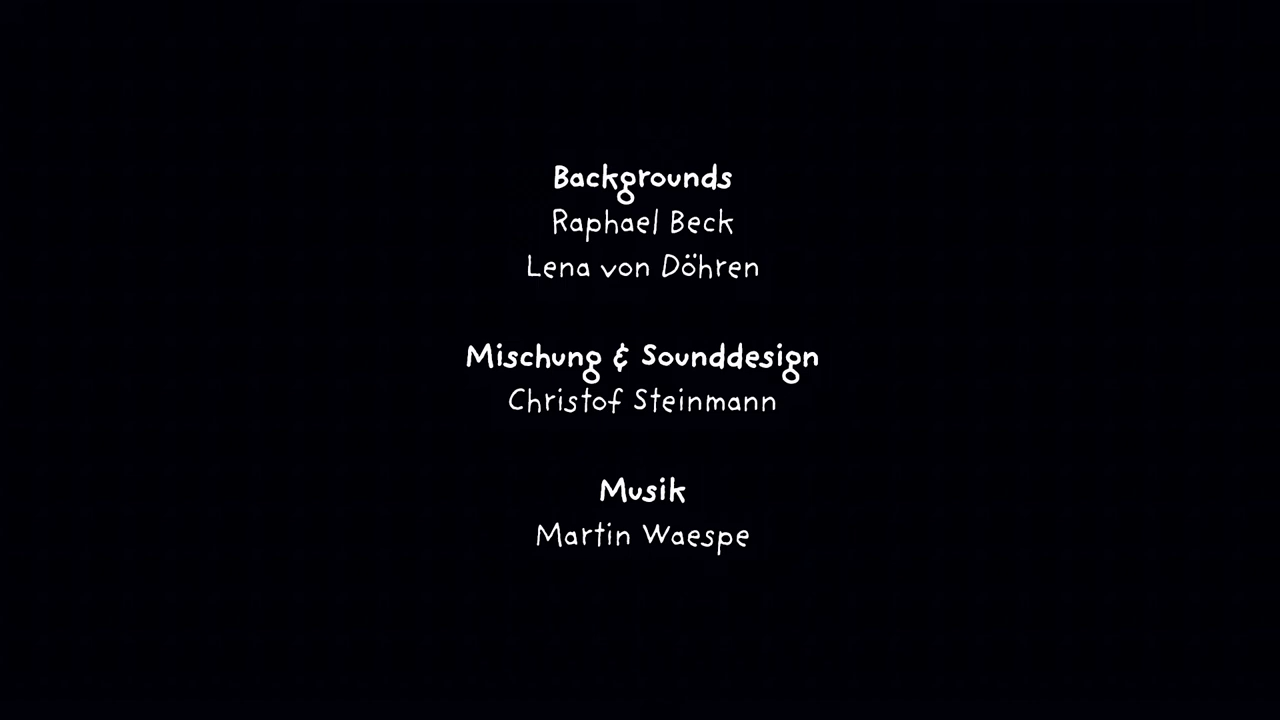 Backgrounds
Raphael Beck
Lena von Döhren
Mischung & Sounddesign
Christof Steinmann
Musik
Martin Waespe